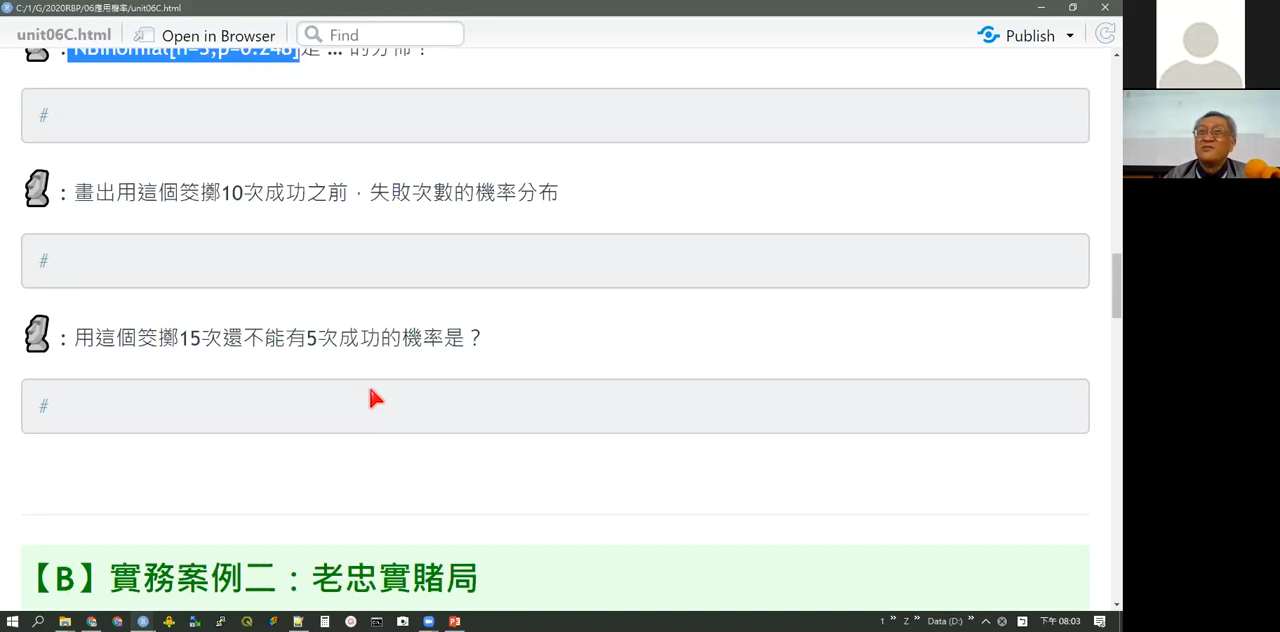 C:/1/G/2020RBP/06應用機率/unit06C.html
unit06C.html Open in Browser Find Publish
: NBinomial[n=5,p=0.248]是 ... 的分佈？
#
：畫出用這個筊擲10次成功之前，失敗次數的機率分布
#
：用這個筊擲15次還不能有5次成功的機率是？
#
【B】實務案例二：老忠實賭局
1 » Z » Data (D:) » 下午 08:03